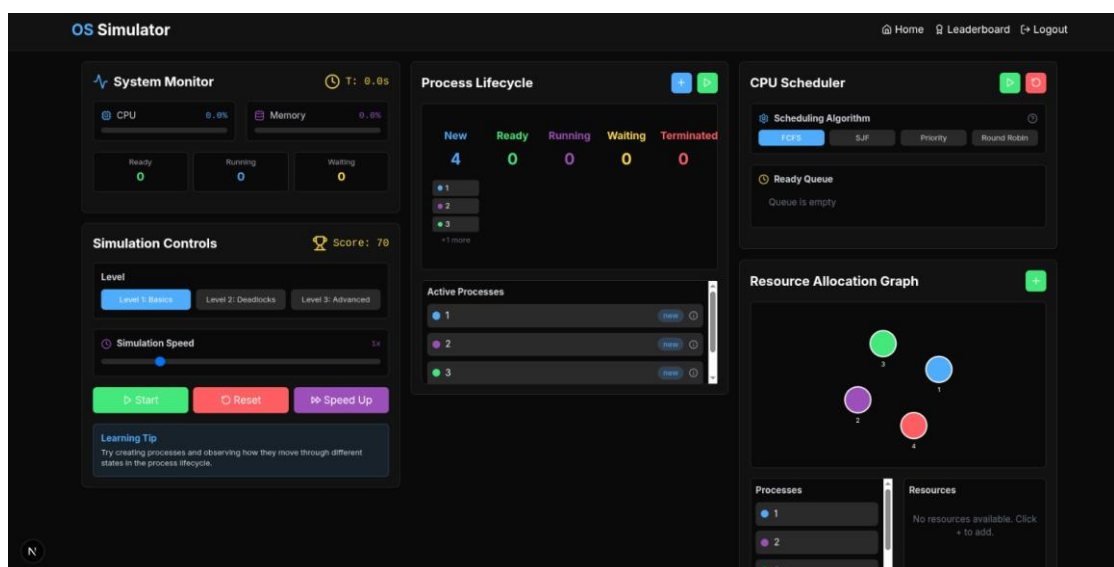 OS Simulator
Home Leaderboard Logout
System Monitor T: 0.0s
CPU 0.0% Memory 0.0%
Ready Running Waiting
0 0 0
Simulation Controls Score: 70
Level
Level 1: Basics Level 2: Deadlocks Level 3: Advanced
Simulation Speed 1x
Start Reset Speed Up
Learning Tip
Try creating processes and observing how they move through different
states in the process lifecycle.
Process Lifecycle
New Ready Running Waiting Terminated
4 0 0 0 0
1
2
3
+1 more
Active Processes
1 new
2 new
3 new
CPU Scheduler
Scheduling Algorithm
FCFS SJF Priority Round Robin
Ready Queue
Queue is empty
Resource Allocation Graph
3
1
2
4
Processes
1
2
Resources
No resources available. Click
+ to add.
N